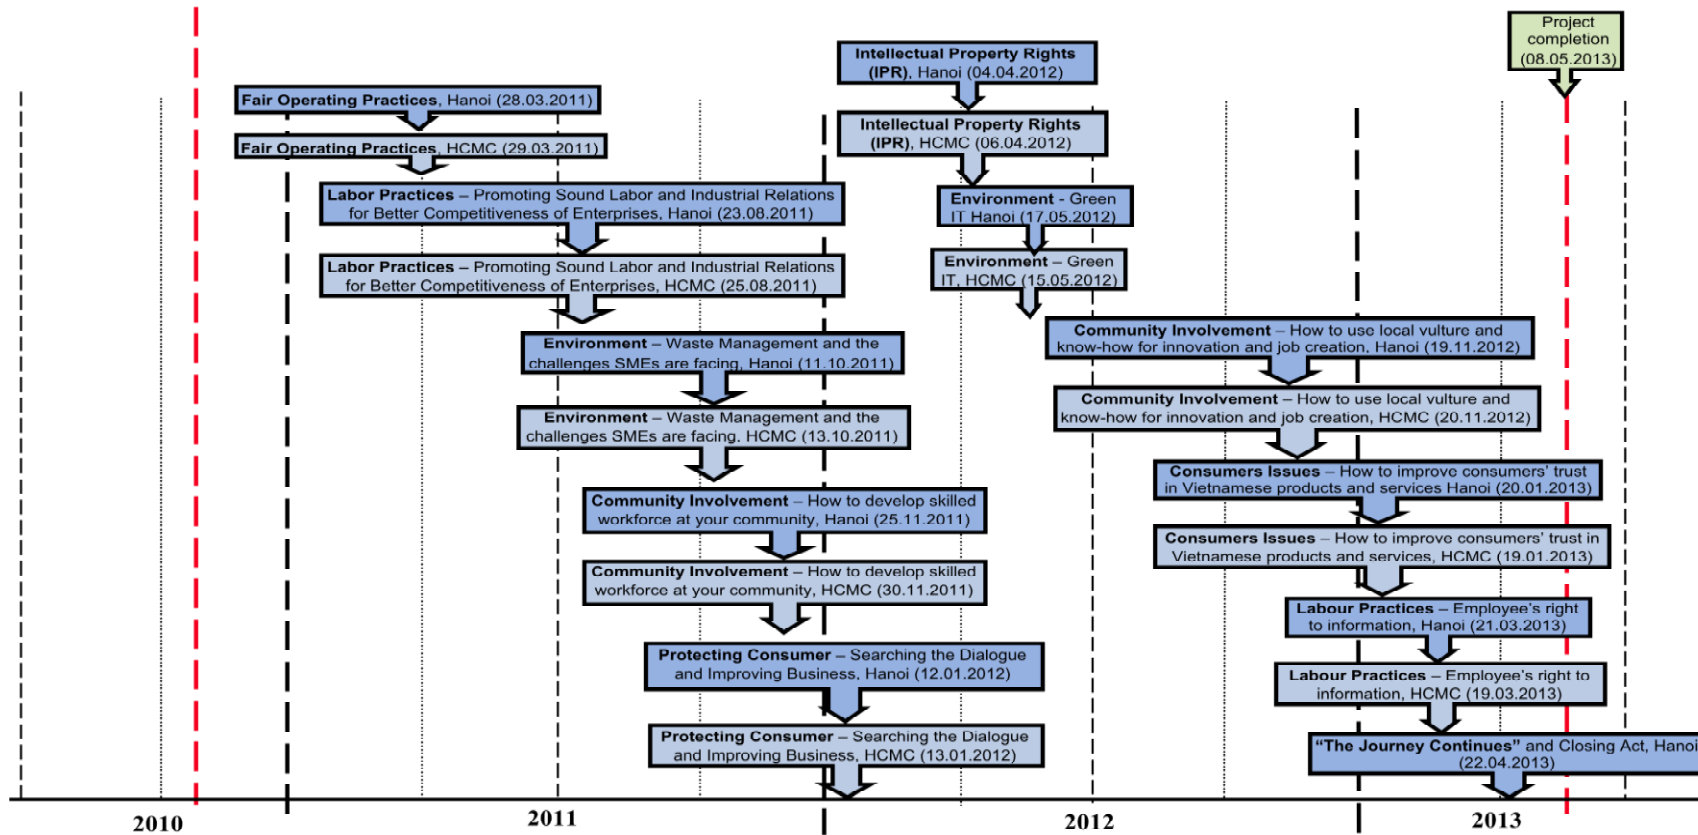 Project
completion
(08.05.2013)
Intellectual Property Rights
(IPR), Hanoi (04.04.2012)
Fair Operating Practices, Hanoi (28.03.2011)
Intellectual Property Rights
(IPR), HCMC (06.04.2012)
Fair Operating Practices, HCMC (29.03.2011)
Labor Practices – Promoting Sound Labor and Industrial Relations
for Better Competitiveness of Enterprises, Hanoi (23.08.2011)
Environment - Green
IT Hanoi (17.05.2012)
Labor Practices – Promoting Sound Labor and Industrial Relations
for Better Competitiveness of Enterprises, HCMC (25.08.2011)
Environment – Green
IT, HCMC (15.05.2012)
Environment – Waste Management and the
challenges SMEs are facing, Hanoi (11.10.2011)
Community Involvement – How to use local vulture and
know-how for innovation and job creation, Hanoi (19.11.2012)
Environment – Waste Management and the
challenges SMEs are facing, HCMC (13.10.2011)
Community Involvement – How to use local vulture and
know-how for innovation and job creation, HCMC (20.11.2012)
Community Involvement – How to develop skilled
workforce at your community, Hanoi (25.11.2011)
Consumers Issues – How to improve consumers' trust
in Vietnamese products and services Hanoi (20.01.2013)
Community Involvement – How to develop skilled
workforce at your community, HCMC (30.11.2011)
Consumers Issues – How to improve consumers' trust in
Vietnamese products and services, HCMC (19.01.2013)
Protecting Consumer – Searching the Dialogue
and Improving Business, Hanoi (12.01.2012)
Labour Practices – Employee's right
to information, Hanoi (21.03.2013)
Protecting Consumer – Searching the Dialogue
and Improving Business, HCMC (13.01.2012)
Labour Practices – Employee's right to
information, HCMC (19.03.2013)
"The Journey Continues" and Closing Act, Hanoi
(22.04.2013)
2010
2011
2012
2013